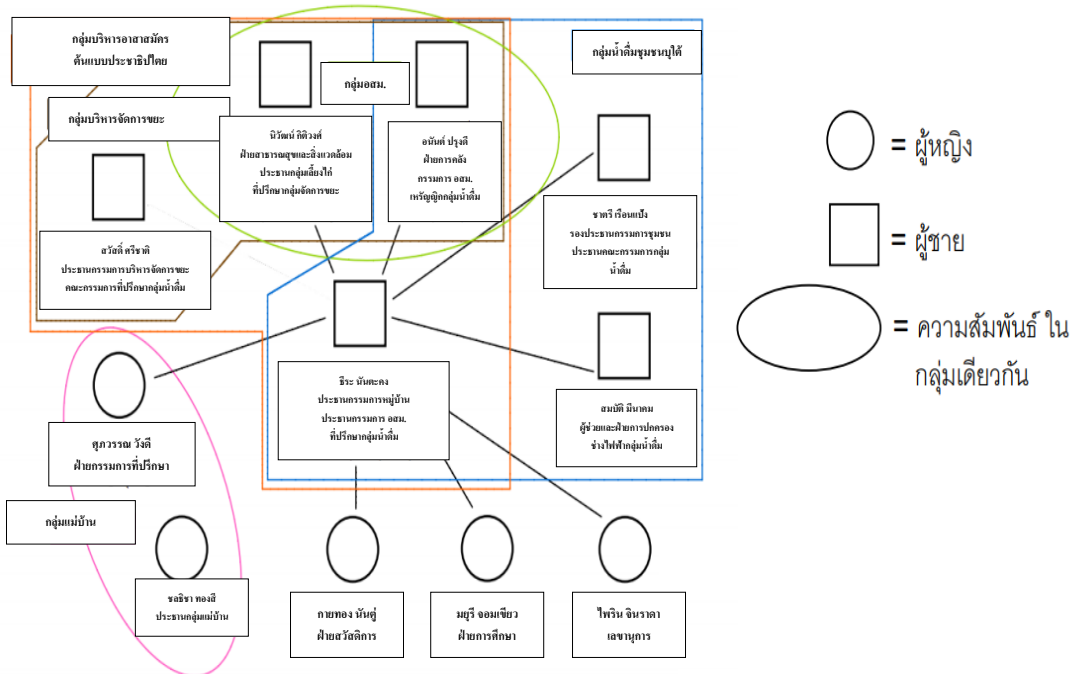 กลุ่มบริหารอาสาสมัคร
ต้นแบบประชาธิปไตย
กลุ่มอสม.
กลุ่มน้ำดื่มชุมชนบุใต้
กลุ่มบริหารจัดการขยะ
นิวัฒน์ กิติวงค์
ฝ่ายสาธารณสุขและสิ่งแวดล้อม
ประธานกลุ่มเลี้ยงไก่
ที่ปรึกษากลุ่มจัดการขยะ
อนันต์ ปรุงดี
ฝ่ายการคลัง
กรรมการ อสม.
เหรัญญิกกลุ่มน้ำดื่ม
ชาตรี เรือนแป้ง
รองประธานกรรมการชุมชน
ประธานคณะกรรมการกลุ่ม
น้ำดื่ม
สวัสดิ์ ศรีชาติ
ประธานกรรมการบริหารจัดการขยะ
คณะกรรมการที่ปรึกษากลุ่มน้ำดื่ม
ธีระ นันตะคง
ประธานกรรมการหมู่บ้าน
ประธานกรรมการ อสม.
ที่ปรึกษากลุ่มน้ำดื่ม
สมบัติ มีนาคม
ผู้ช่วยและฝ่ายการปกครอง
ช่างไฟฟ้ากลุ่มน้ำดื่ม
ศุภวรรณ วังดี
ฝ่ายกรรมการที่ปรึกษา
กลุ่มแม่บ้าน
ชลธิชา ทองสี
ประธานกลุ่มแม่บ้าน
กายทอง นันตู่
ฝ่ายสวัสดิการ
มยุรี จอมเขียว
ฝ่ายการศึกษา
ไพริน จินราดา
เลขานุการ
= ผู้หญิง
= ผู้ชาย
= ความสัมพันธ์ ใน
กลุ่มเดียวกัน